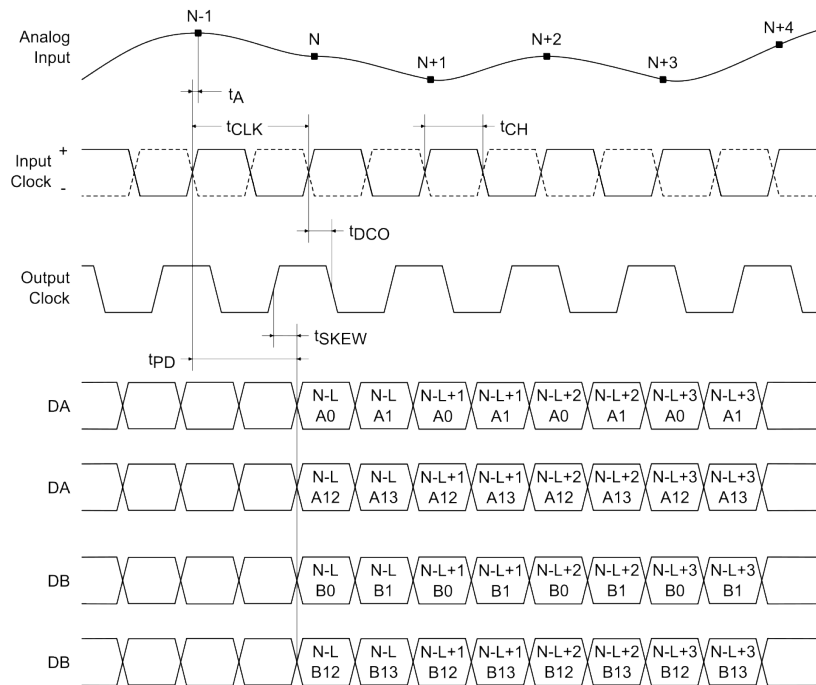 N-1
N
N+1
N+2
N+3
N+4
Analog
Input
tA
tCLK
tCH
Input
Clock
+
-
tDCO
Output
Clock
tSKEW
tPD
DA
N-L N-L N-L+1 N-L+1 N-L+2 N-L+2 N-L+3 N-L+3
A0 A1 A0 A1 A0 A1 A0 A1
DA
N-L N-L N-L+1 N-L+1 N-L+2 N-L+2 N-L+3 N-L+3
A12 A13 A12 A13 A12 A13 A12 A13
DB
N-L N-L N-L+1 N-L+1 N-L+2 N-L+2 N-L+3 N-L+3
B0 B1 B0 B1 B0 B1 B0 B1
DB
N-L N-L N-L+1 N-L+1 N-L+2 N-L+2 N-L+3 N-L+3
B12 B13 B12 B13 B12 B13 B12 B13